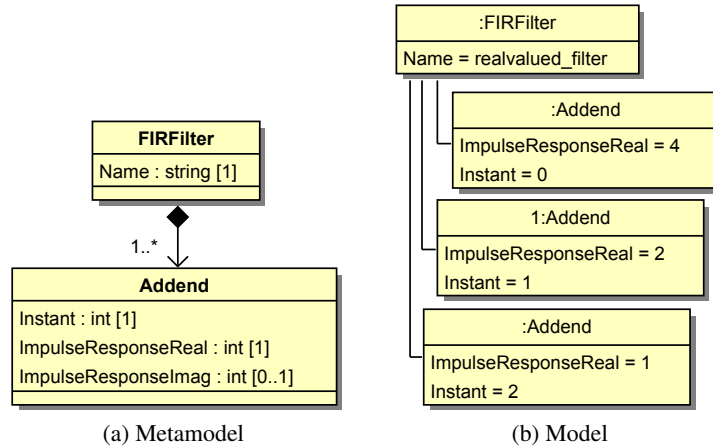 FIRFilter
Name : string [1]
1..*
Addend
Instant : int [1]
ImpulseResponseReal : int [1]
ImpulseResponseImag : int [0..1]
(a) Metamodel
:FIRFilter
Name = realvalued_filter
:Addend
ImpulseResponseReal = 4
Instant = 0
1:Addend
ImpulseResponseReal = 2
Instant = 1
:Addend
ImpulseResponseReal = 1
Instant = 2
(b) Model